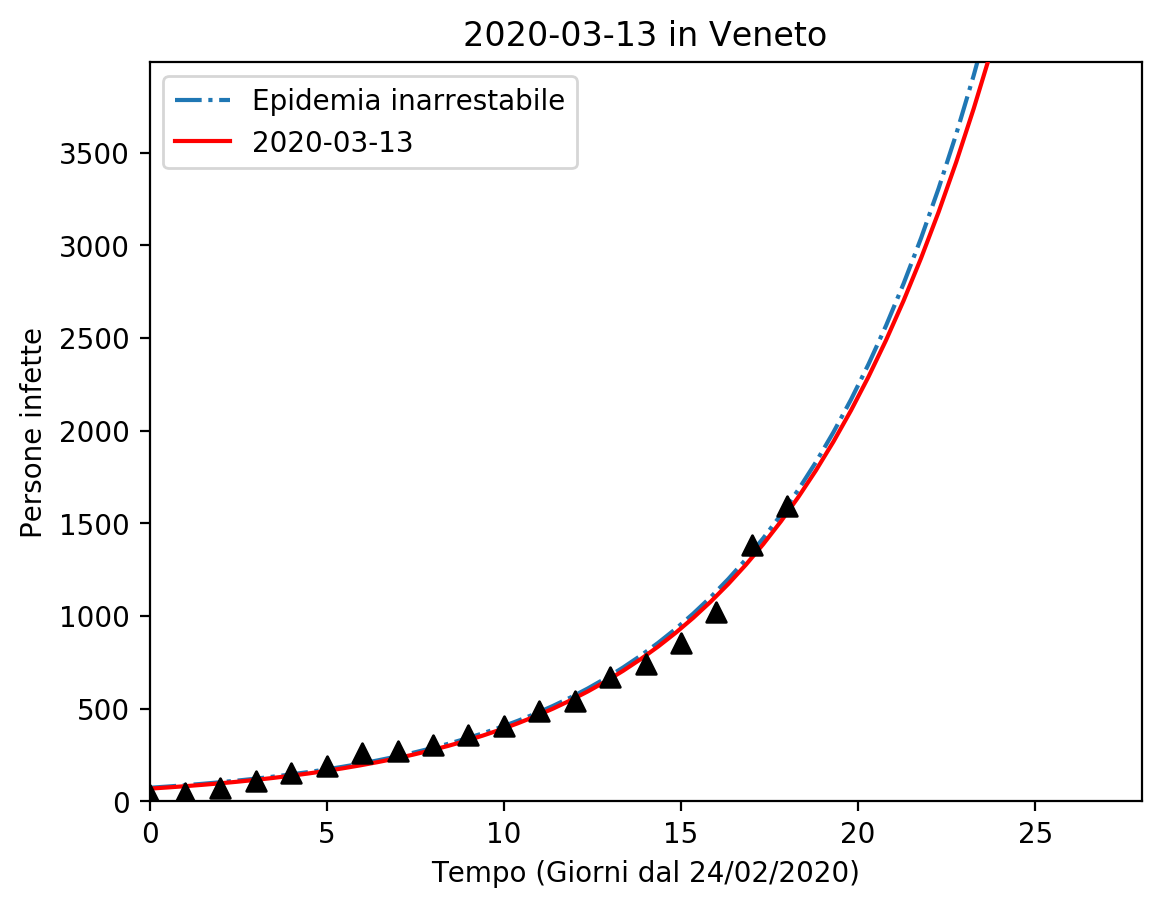 2020-03-13 in Veneto
Epidemia inarrestabile
2020-03-13
3500
3000
2500
2000
1500
1000
500
0
Persone infette
0 5 10 15 20 25
Tempo (Giorni dal 24/02/2020)